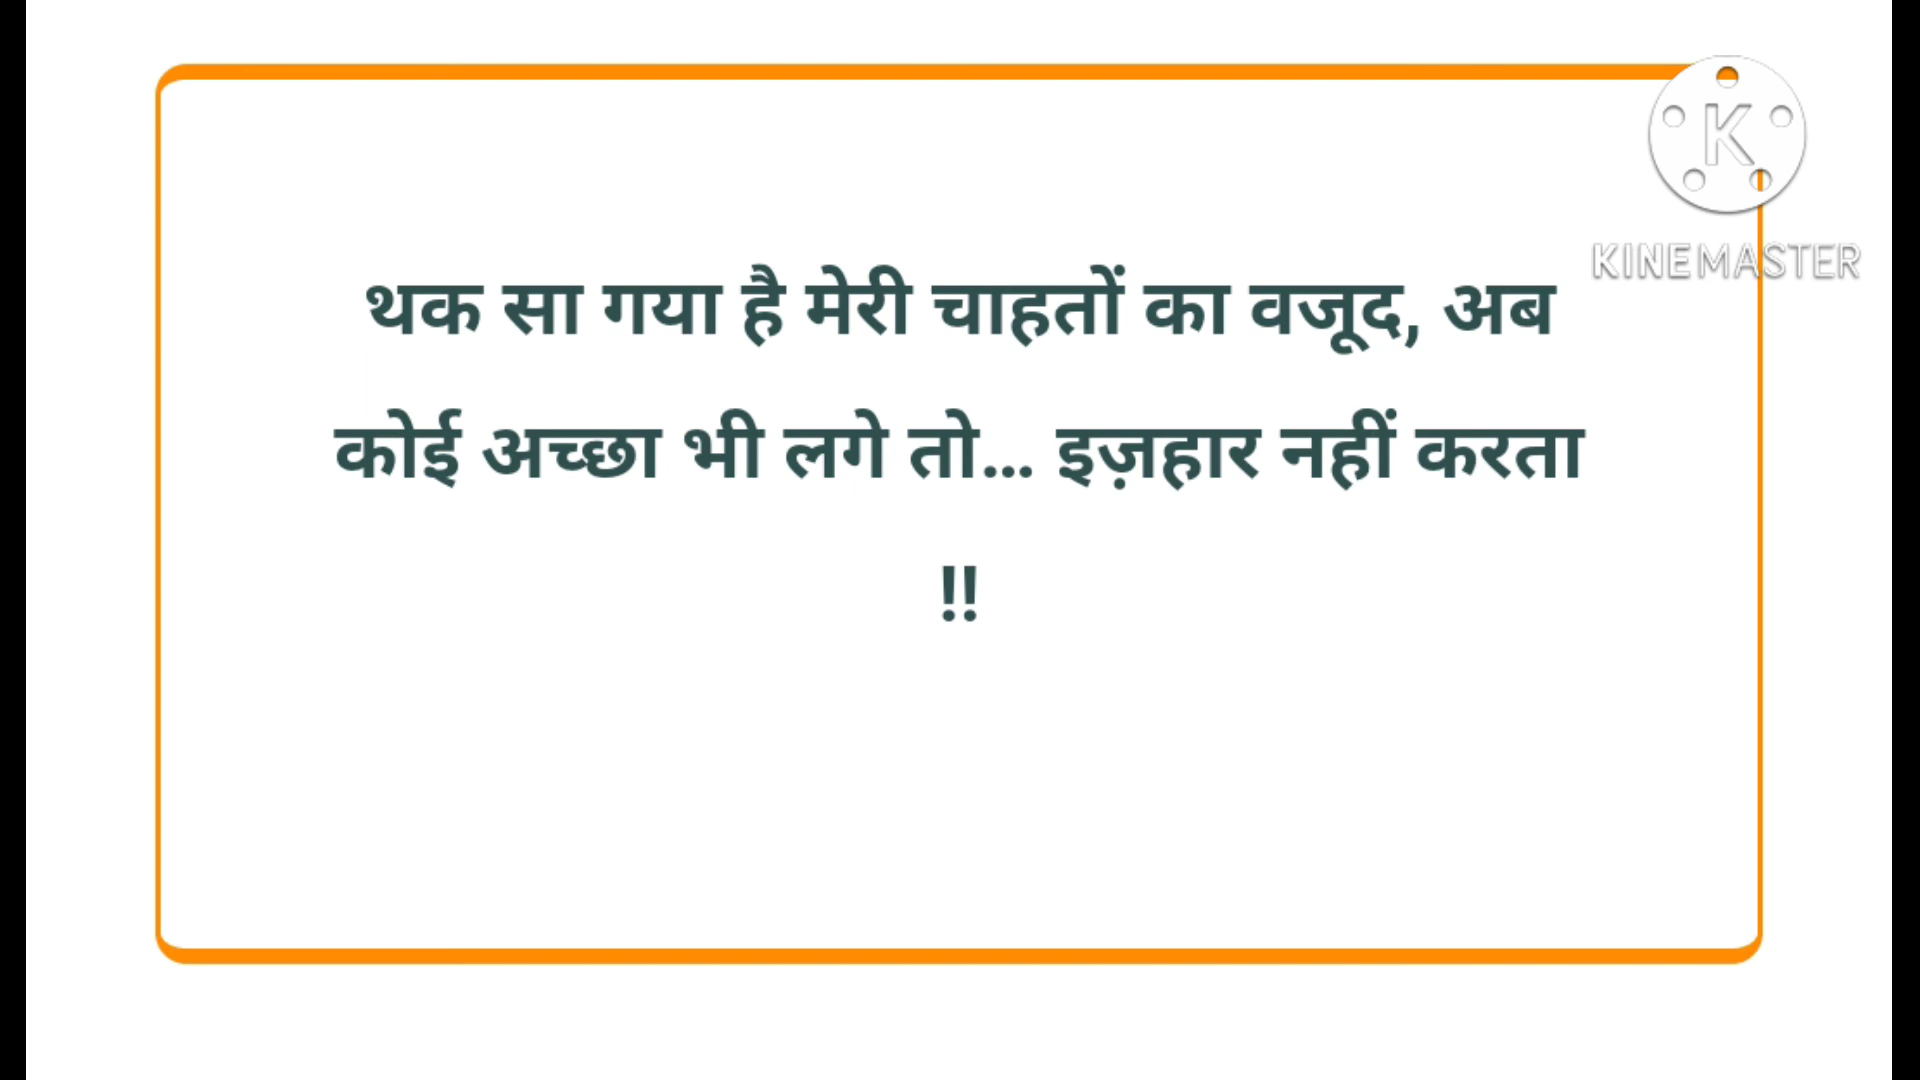 थक सा गया है मेरी चाहतों का वजूद, अब
कोई अच्छा भी लगे तो... इज़हार नहीं करता
!!
K
KINEMASTER